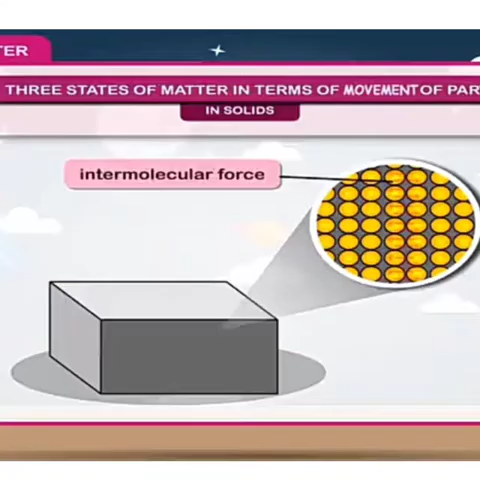 TER
THREE STATES OF MATTER IN TERMS OF MOVEMENT OF PAR
IN SOLIDS
intermolecular force